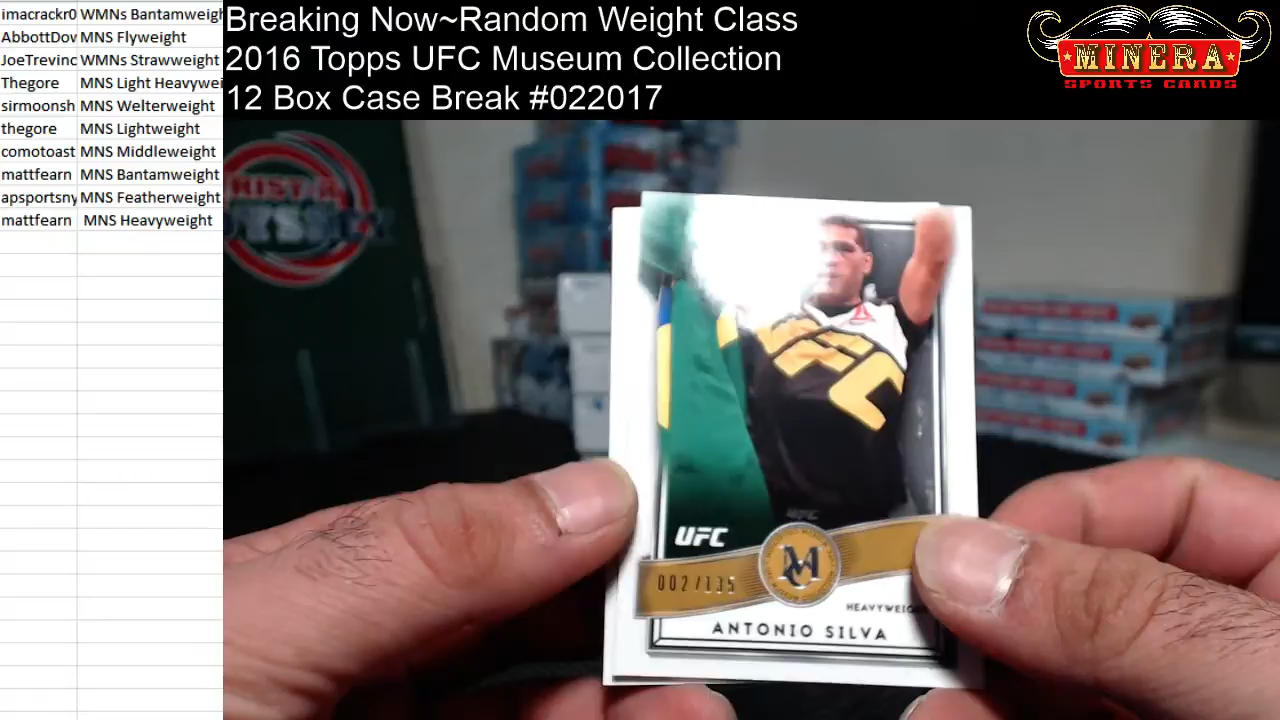 imacrackr0 WMNs Bantamweigh
AbbottDov MNS Flyweight
JoeTrevinc WMNs Strawweight
Thegore MNS Light Heavywei
sirmoonsh MNS Welterweight
thegore MNS Lightweight
comotoast MNS Middleweight
mattfearn MNS Bantamweight
apsportsny MNS Featherweight
mattfearn MNS Heavyweight
Breaking Now~Random Weight Class
2016 Topps UFC Museum Collection
12 Box Case Break #022017
MINERA
SPORTS CARDS
UFC
UFC
002/135
HEAVYWEIG
ANTONIO SILVA